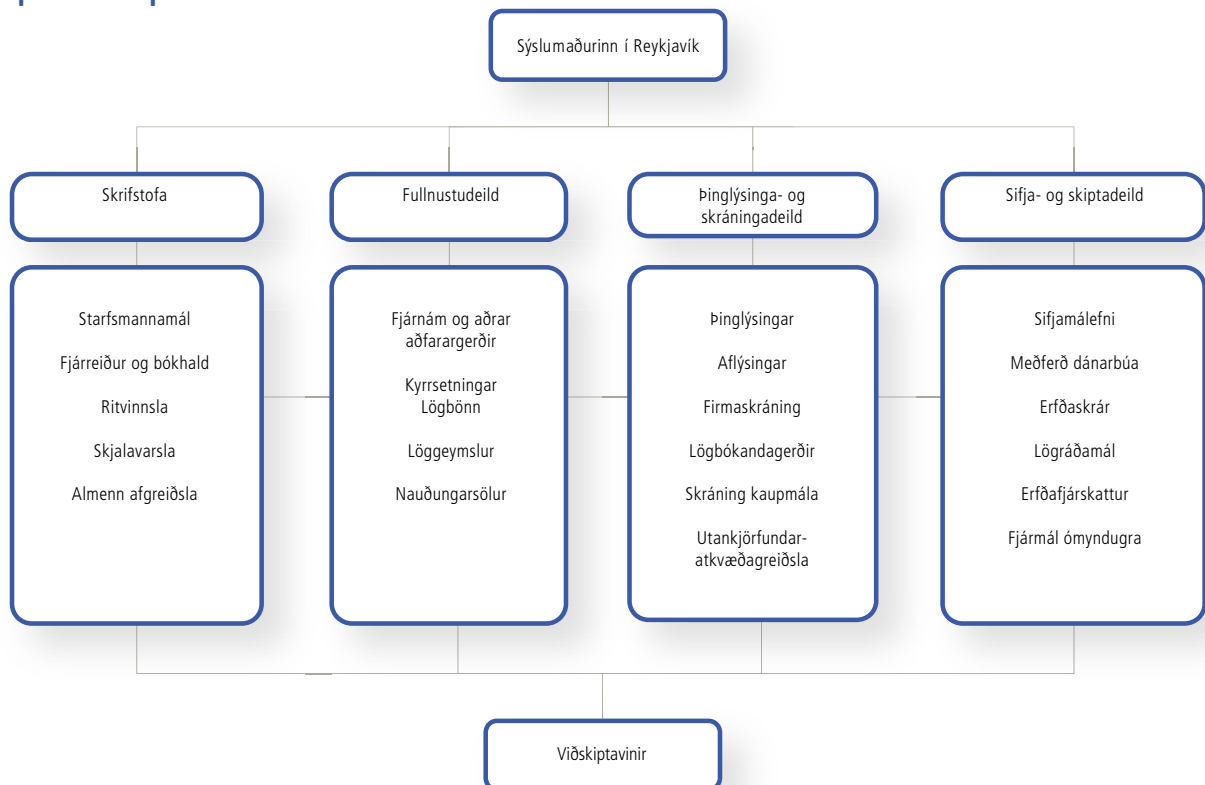 Sýslumaðurinn í Reykjavík
Skrifstofa
Fullnustudeild
Þinglýsinga- og
skráningadeild
Sifja- og skiptadeild
Starfsmannamál
Fjárreiður og bókhald
Ritvinnsla
Skjalavarsla
Almenn afgreiðsla
Fjárnám og aðrar
aðfarargerðir
Kyrrsetningar
Lögbönn
Löggeymslur
Nauðungarsölur
Þinglýsingar
Aflýsingar
Firmaskráning
Lögbókandagerðir
Skráning kaupmála
Utankjörfundar-
atkvæðagreiðsla
Sifjamálefni
Meðferð dánarbúa
Erfðaskrár
Lögráðamál
Erfðafjárskattur
Fjármál ómyndugra
Viðskiptavinir